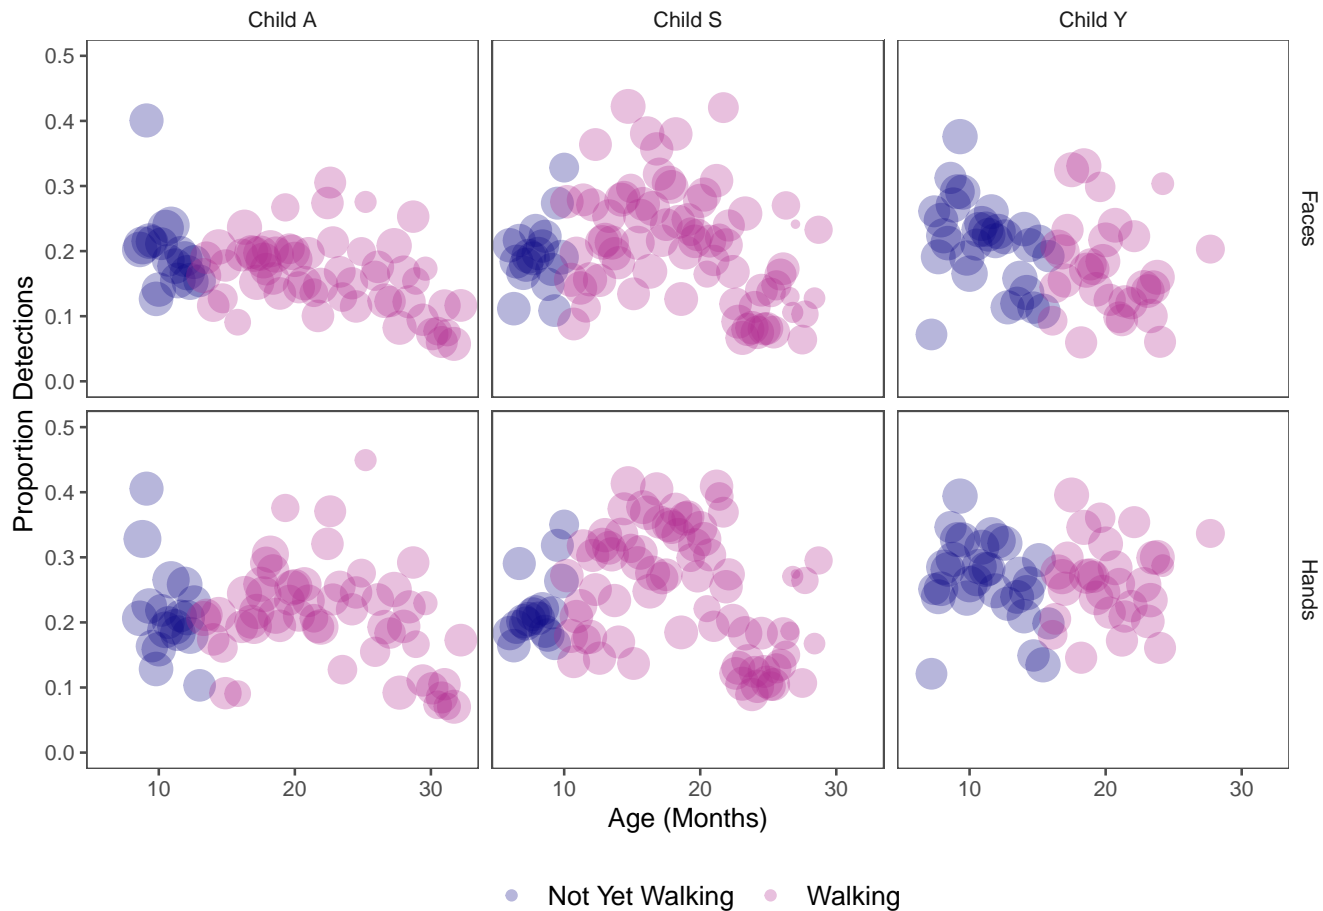 Child A Child S Child Y
0.5
0.4
0.3
0.2
0.1
0.0
Faces
0.5
0.4
0.3
0.2
0.1
0.0
Hands
Proportion Detections
10 20 30 10 20 30 10 20 30
Age (Months)
Not Yet Walking Walking